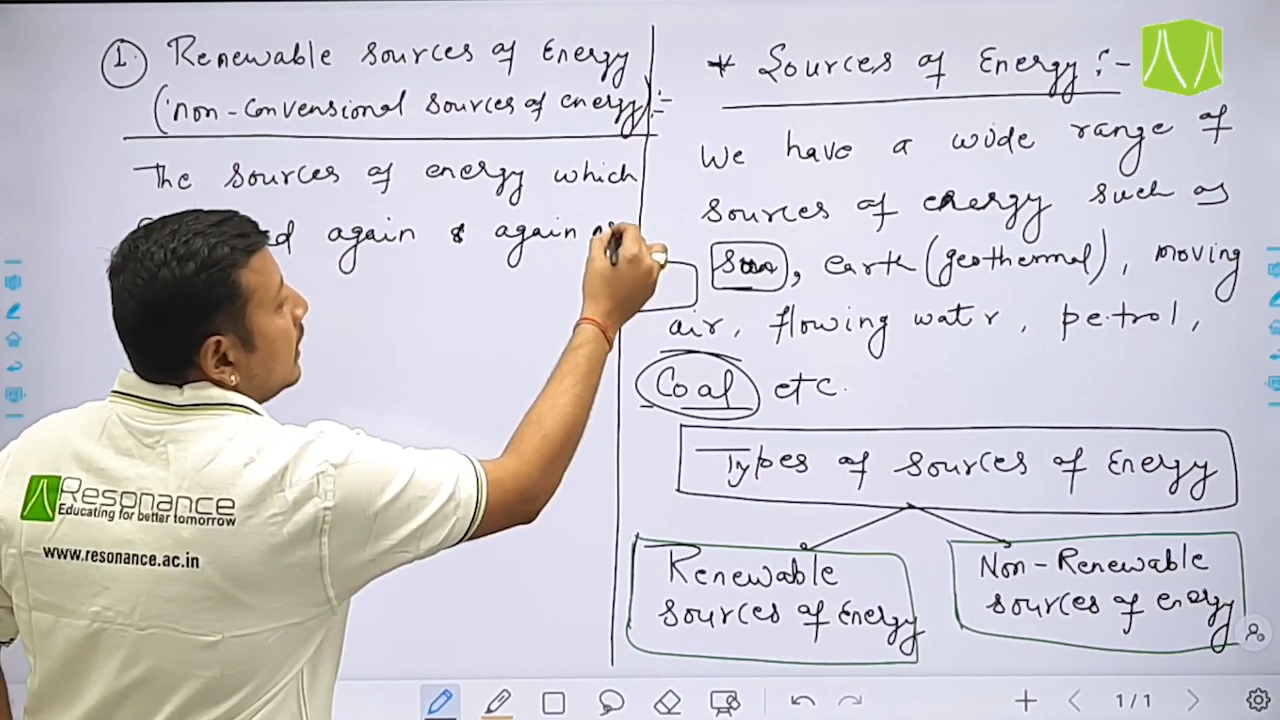 1. Renewable sources of Energy
(non-convensional sources of energy):-
The sources of energy which
again & again
* Sources of Energy :-
We have a wide range of
sources of energy such as
Sun, earth (geothermal), moving
air, flowing water, petrol,
Coal etc.
Types of sources of Energy
Renewable
sources of Energy
Non-Renewable
sources of energy
Resonance
Educating for better tomorrow
www.resonance.ac.in
1/1